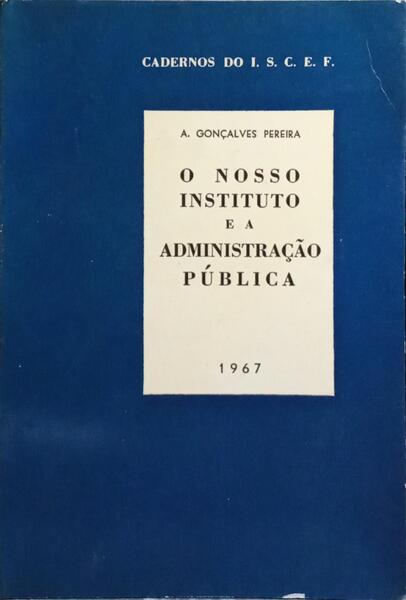 CADERNOS DO I. S. C. E. F.
A. GONÇALVES PEREIRA
O NOSSO
INSTITUTO
E A
ADMINISTRAÇÃO
PÚBLICA
1967